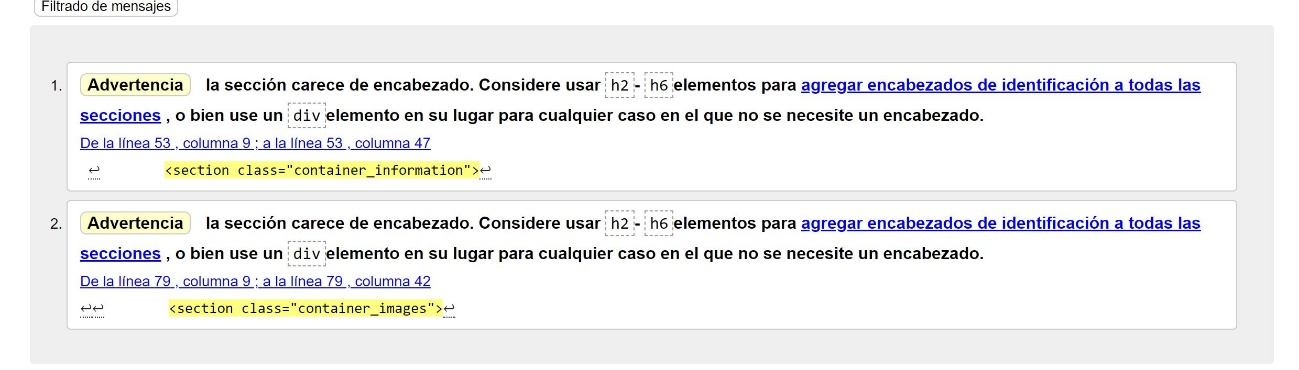 Filtrado de mensajes
1. Advertencia la sección carece de encabezado. Considere usar h2 - h6 elementos para agregar encabezados de identificación a todas las
secciones , o bien use un div elemento en su lugar para cualquier caso en el que no se necesite un encabezado.
De la línea 53 , columna 9 ; a la línea 53 , columna 47
↩ <section class="container_information">↩
2. Advertencia la sección carece de encabezado. Considere usar h2 - h6 elementos para agregar encabezados de identificación a todas las
secciones , o bien use un div elemento en su lugar para cualquier caso en el que no se necesite un encabezado.
De la línea 79 , columna 9 ; a la línea 79 , columna 42
↩↩ <section class="container_images">↩